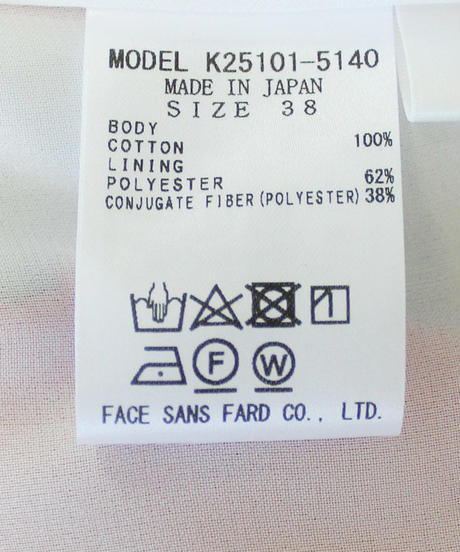 MODEL K25101-5140
MADE IN JAPAN
SIZE 38
BODY
COTTON 100%
LINING
POLYESTER 62%
CONJUGATE FIBER(POLYESTER) 38%
F W
FACE SANS FARD CO., LTD.